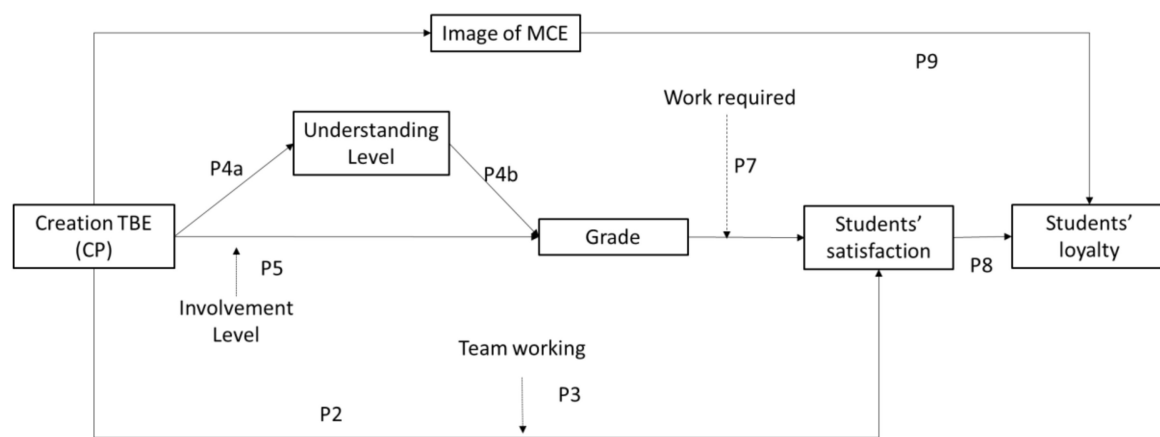 Image of MCE
P9
Work required
Understanding
Level
P4a
P4b
P7
Creation TBE
(CP)
Grade
Students’
satisfaction
Students’
loyalty
P5
P8
Involvement
Level
Team working
P3
P2